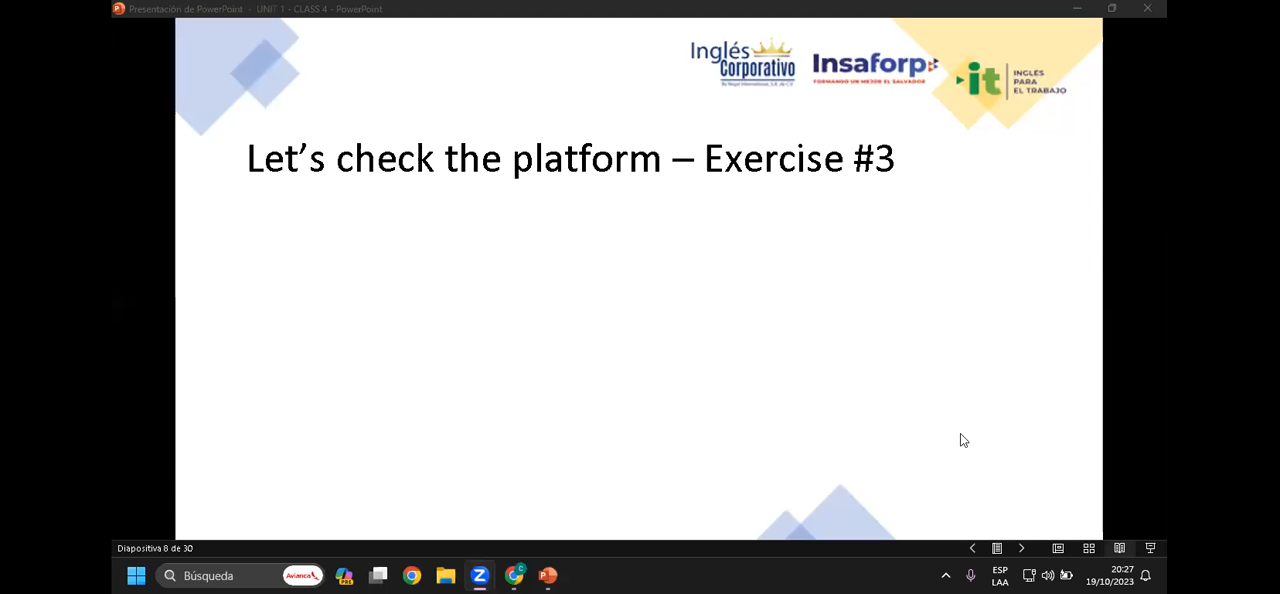 Presentación de PowerPoint - UNIT 1 - CLASS 4 - PowerPoint
Inglés
Corporativo
Insaforp
FORMANDO UN MEJOR EL SALVADOR
it
INGLÉS
PARA
EL TRABAJO
Let's check the platform – Exercise #3
Diapositiva 8 de 30
Búsqueda
Avianca
PRE
ESP
LAA
20:27
19/10/2023